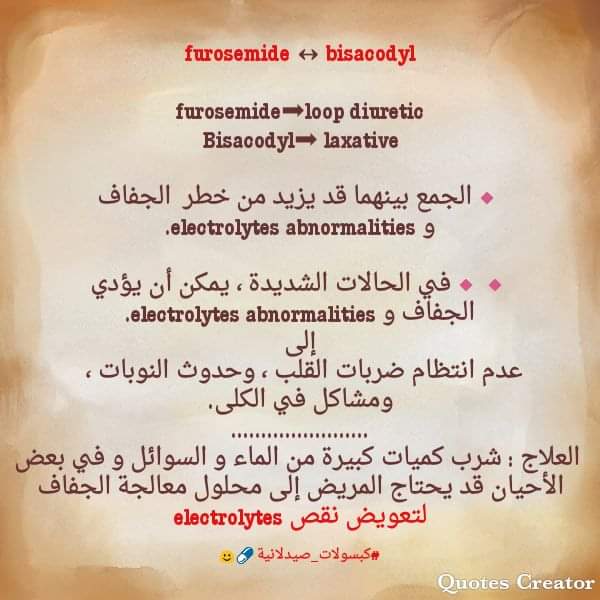 furosemide ↔ bisacodyl
furosemide➡loop diuretic
Bisacodyl➡ laxative
🔸الجمع بينهما قد يزيد من خطر الجفاف
و electrolytes abnormalities.
🔸🔸في الحالات الشديدة ، يمكن أن يؤدي
الجفاف و electrolytes abnormalities.
إلى
عدم انتظام ضربات القلب ، وحدوث النوبات ،
ومشاكل في الكلى.
.......................
العلاج : شرب كميات كبيرة من الماء و السوائل و في بعض
الأحيان قد يحتاج المريض إلى محلول معالجة الجفاف
لتعويض نقص electrolytes
#كبسولات_صيدلانية💊🙂
Quotes Creator